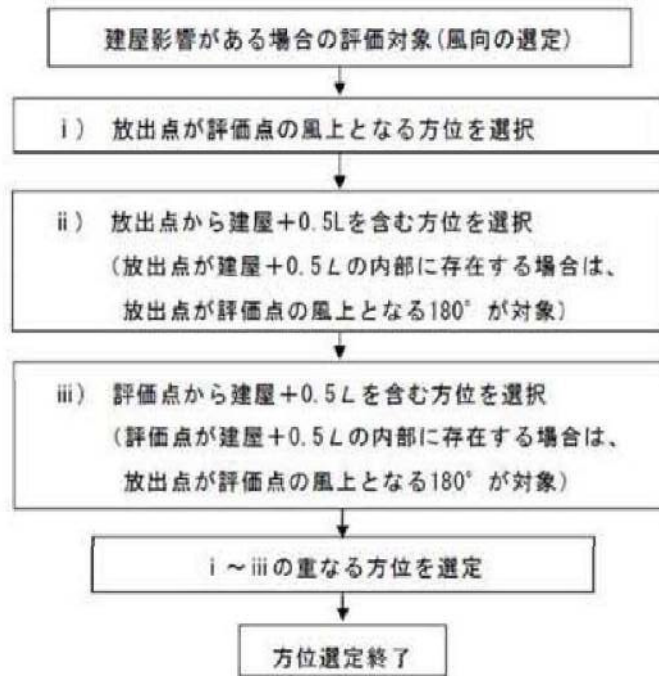 建屋影響がある場合の評価対象(風向の選定)
ⅰ) 放出点が評価点の風上となる方位を選択
ⅱ) 放出点から建屋+0.5Lを含む方位を選択
(放出点が建屋+0.5Lの内部に存在する場合は、
放出点が評価点の風上となる180°が対象)
ⅲ) 評価点から建屋+0.5Lを含む方位を選択
(評価点が建屋+0.5Lの内部に存在する場合は、
放出点が評価点の風上となる180°が対象)
ⅰ~ⅲの重なる方位を選定
方位選定終了